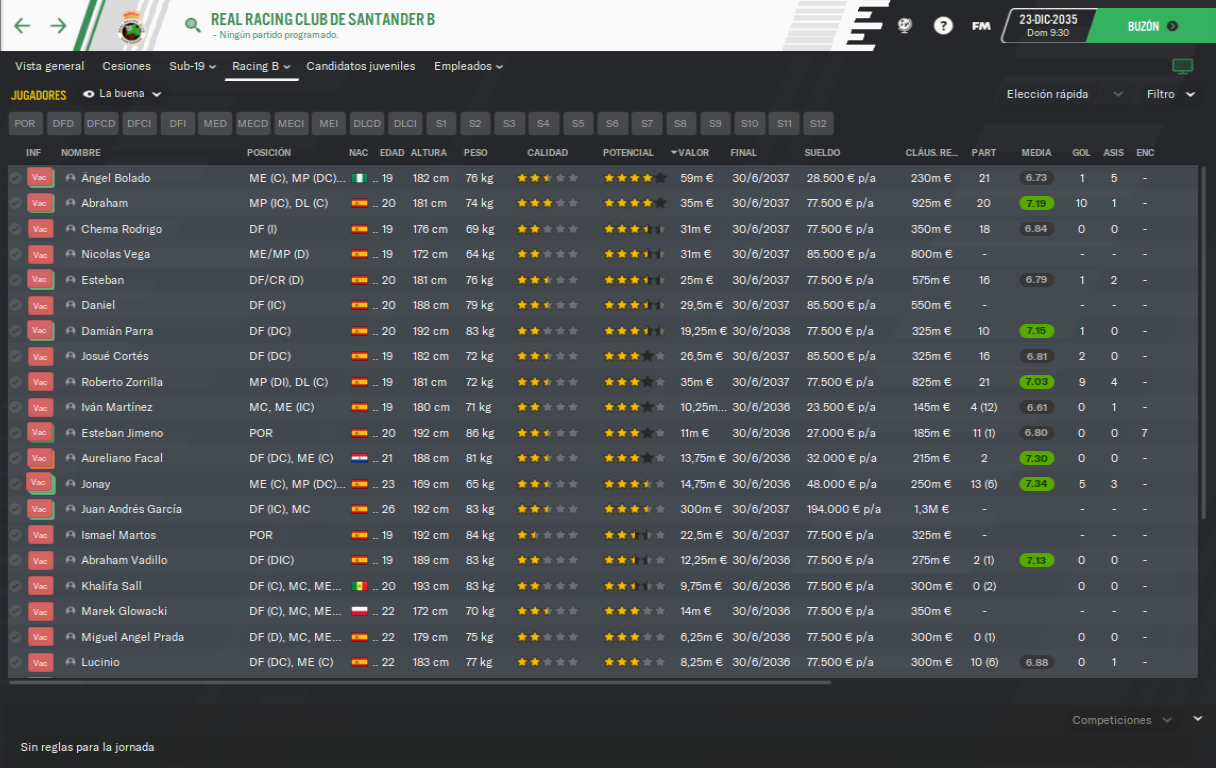 REAL RACING CLUB DE SANTANDER B
- Ningún partido programado.
?
FM
23-DIC-2035
Dom 9:30
BUZÓN
Vista general Cesiones Sub-19 Racing B Candidatos juveniles Empleados
JUGADORES La buena Elección rápida Filtro
POR DFD DFCD DFCI DFI MED MECD MECI MEI DLCD DLCI S1 S2 S3 S4 S5 S6 S7 S8 S9 S10 S11 S12
INF NOMBRE POSICIÓN NAC EDAD ALTURA PESO CALIDAD POTENCIAL VALOR FINAL SUELDO CLÁUS. RE... PART MEDIA GOL ASIS ENC
Vac Ángel Bolado ME (C), MP (DC)... .. 19 182 cm 76 kg 59m € 30/6/2037 28.500 € p/a 230m € 21 6.73 1 5 -
Vac Abraham MP (IC), DL (C) .. 20 181 cm 74 kg 35m € 30/6/2037 77.500 € p/a 925m € 20 7.19 10 1 -
Vac Chema Rodrigo DF (I) .. 19 176 cm 69 kg 31m € 30/6/2037 77.500 € p/a 350m € 18 6.84 0 0 -
Vac Nicolas Vega ME/MP (D) .. 19 172 cm 64 kg 31m € 30/6/2037 85.500 € p/a 800m € - - - - -
Vac Esteban DF/CR (D) .. 20 181 cm 76 kg 25m € 30/6/2037 77.500 € p/a 575m € 16 6.79 1 2 -
Vac Daniel DF (IC) .. 20 188 cm 79 kg 29,5m € 30/6/2037 85.500 € p/a 550m € - - - - -
Vac Damián Parra DF (DC) .. 20 192 cm 83 kg 19,25m € 30/6/2038 77.500 € p/a 325m € 10 7.15 1 0 -
Vac Josué Cortés DF (DC) .. 19 182 cm 72 kg 26,5m € 30/6/2037 85.500 € p/a 325m € 16 6.81 2 0 -
Vac Roberto Zorrilla MP (DI), DL (C) .. 19 181 cm 72 kg 35m € 30/6/2037 77.500 € p/a 825m € 21 7.03 9 4 -
Vac Iván Martínez MC, ME (IC) .. 19 180 cm 71 kg 10,25m... 30/6/2036 23.500 € p/a 145m € 4 (12) 6.61 0 1 -
Vac Esteban Jimeno POR .. 20 192 cm 86 kg 11m € 30/6/2036 27.000 € p/a 185m € 11 (1) 6.80 0 0 7
Vac Aureliano Facal DF (DC), ME (C) .. 21 188 cm 81 kg 13,75m € 30/6/2036 32.000 € p/a 215m € 2 7.30 0 0 -
Vac Jonay ME (C), MP (DC)... .. 23 169 cm 65 kg 14,75m € 30/6/2036 48.000 € p/a 250m € 13 (6) 7.34 5 3 -
Vac Juan Andrés García DF (IC), MC .. 26 192 cm 83 kg 300m € 30/6/2037 194.000 € p/a 1,3M € - - - - -
Vac Ismael Martos POR .. 19 192 cm 84 kg 22,5m € 30/6/2037 77.500 € p/a 325m € - - - - -
Vac Abraham Vadillo DF (DIC) .. 19 189 cm 83 kg 12,25m € 30/6/2036 77.500 € p/a 275m € 2 (1) 7.13 0 0 -
Vac Khalifa Sall DF (C), MC, ME... .. 20 193 cm 83 kg 9,75m € 30/6/2036 77.500 € p/a 300m € 0 (2) 0 0 -
Vac Marek Glowacki DF (C), MC, ME... .. 22 172 cm 70 kg 14m € 30/6/2036 77.500 € p/a 350m € - - - - -
Vac Miguel Angel Prada DF (D), MC, ME... .. 22 179 cm 75 kg 6,25m € 30/6/2036 77.500 € p/a 300m € 0 (1) 0 0 -
Vac Lucinio DF (DC), ME (C) .. 22 183 cm 77 kg 8,25m € 30/6/2036 77.500 € p/a 300m € 10 (6) 6.88 0 1 -
Competiciones
Sin reglas para la jornada